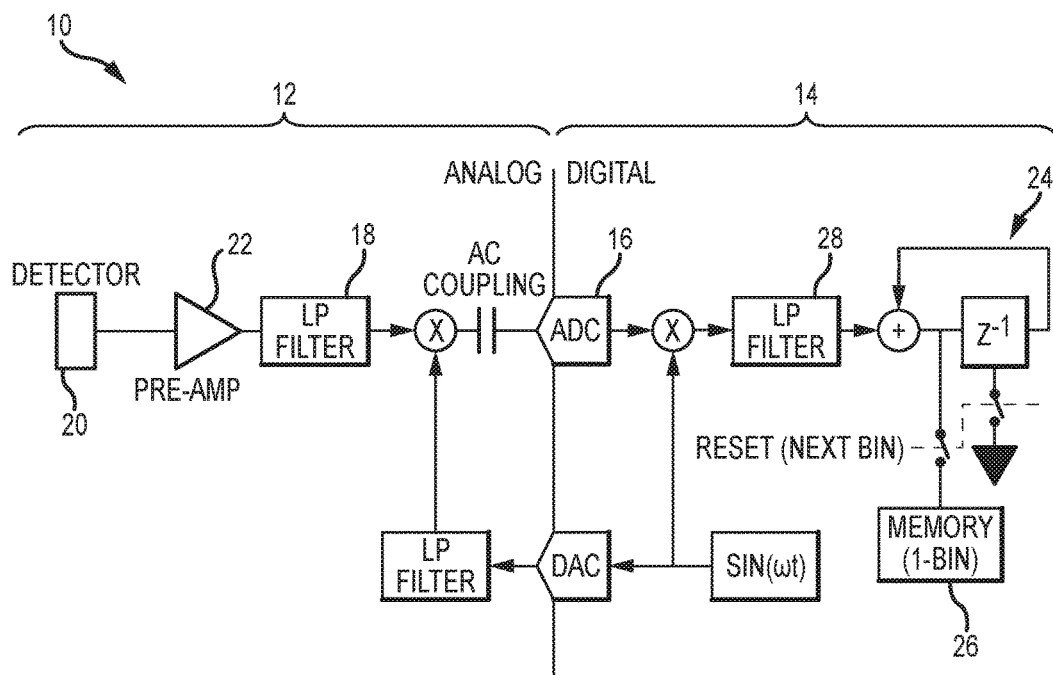 10
12
14
ANALOG
DIGITAL
24
22
18
AC
COUPLING
16
28
DETECTOR
LP
FILTER
X
ADC
X
LP
FILTER
+
Z-1
PRE-AMP
20
RESET (NEXT BIN)
LP
FILTER
DAC
SIN(ωt)
MEMORY
(1-BIN)
26